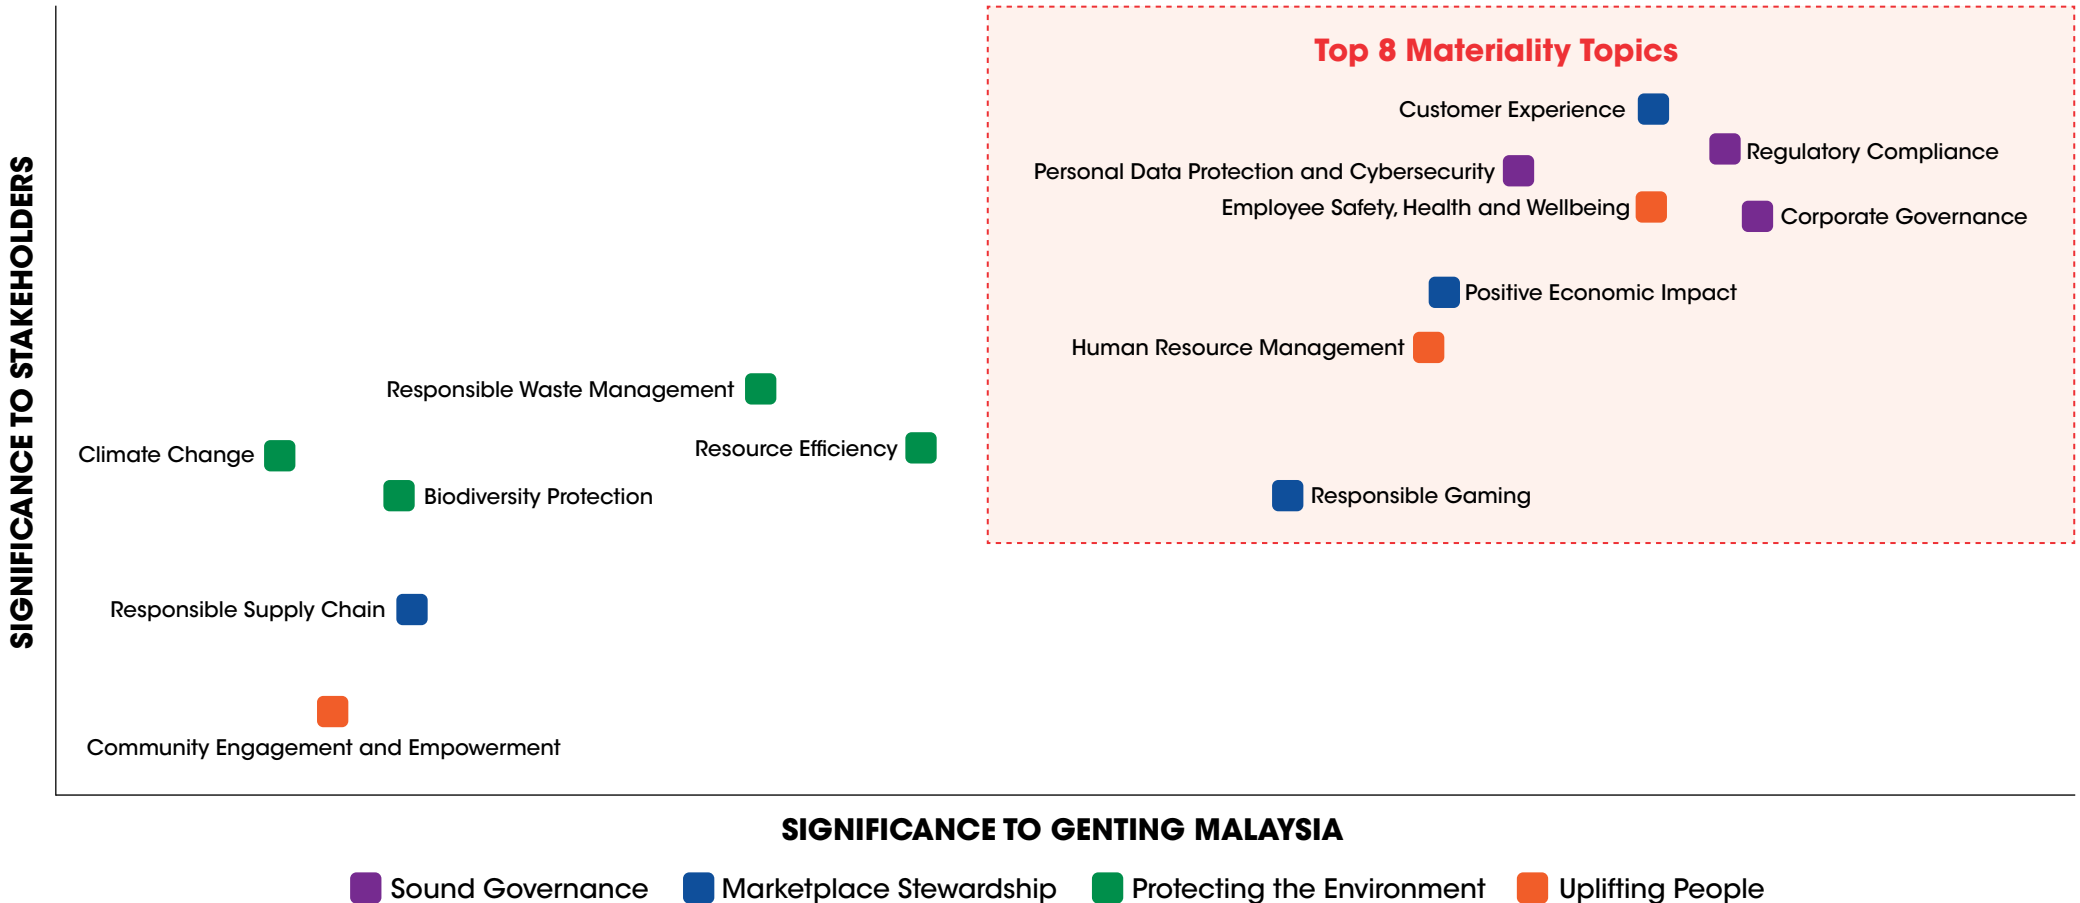 Top 8 Materiality Topics
Customer Experience
Regulatory Compliance
Personal Data Protection and Cybersecurity
Employee Safety, Health and Wellbeing
Corporate Governance
Positive Economic Impact
Human Resource Management
Responsible Waste Management
Resource Efficiency
Climate Change
Biodiversity Protection
Responsible Gaming
Responsible Supply Chain
Community Engagement and Empowerment
SIGNIFICANCE TO STAKEHOLDERS
SIGNIFICANCE TO GENTING MALAYSIA
Sound Governance
Marketplace Stewardship
Protecting the Environment
Uplifting People